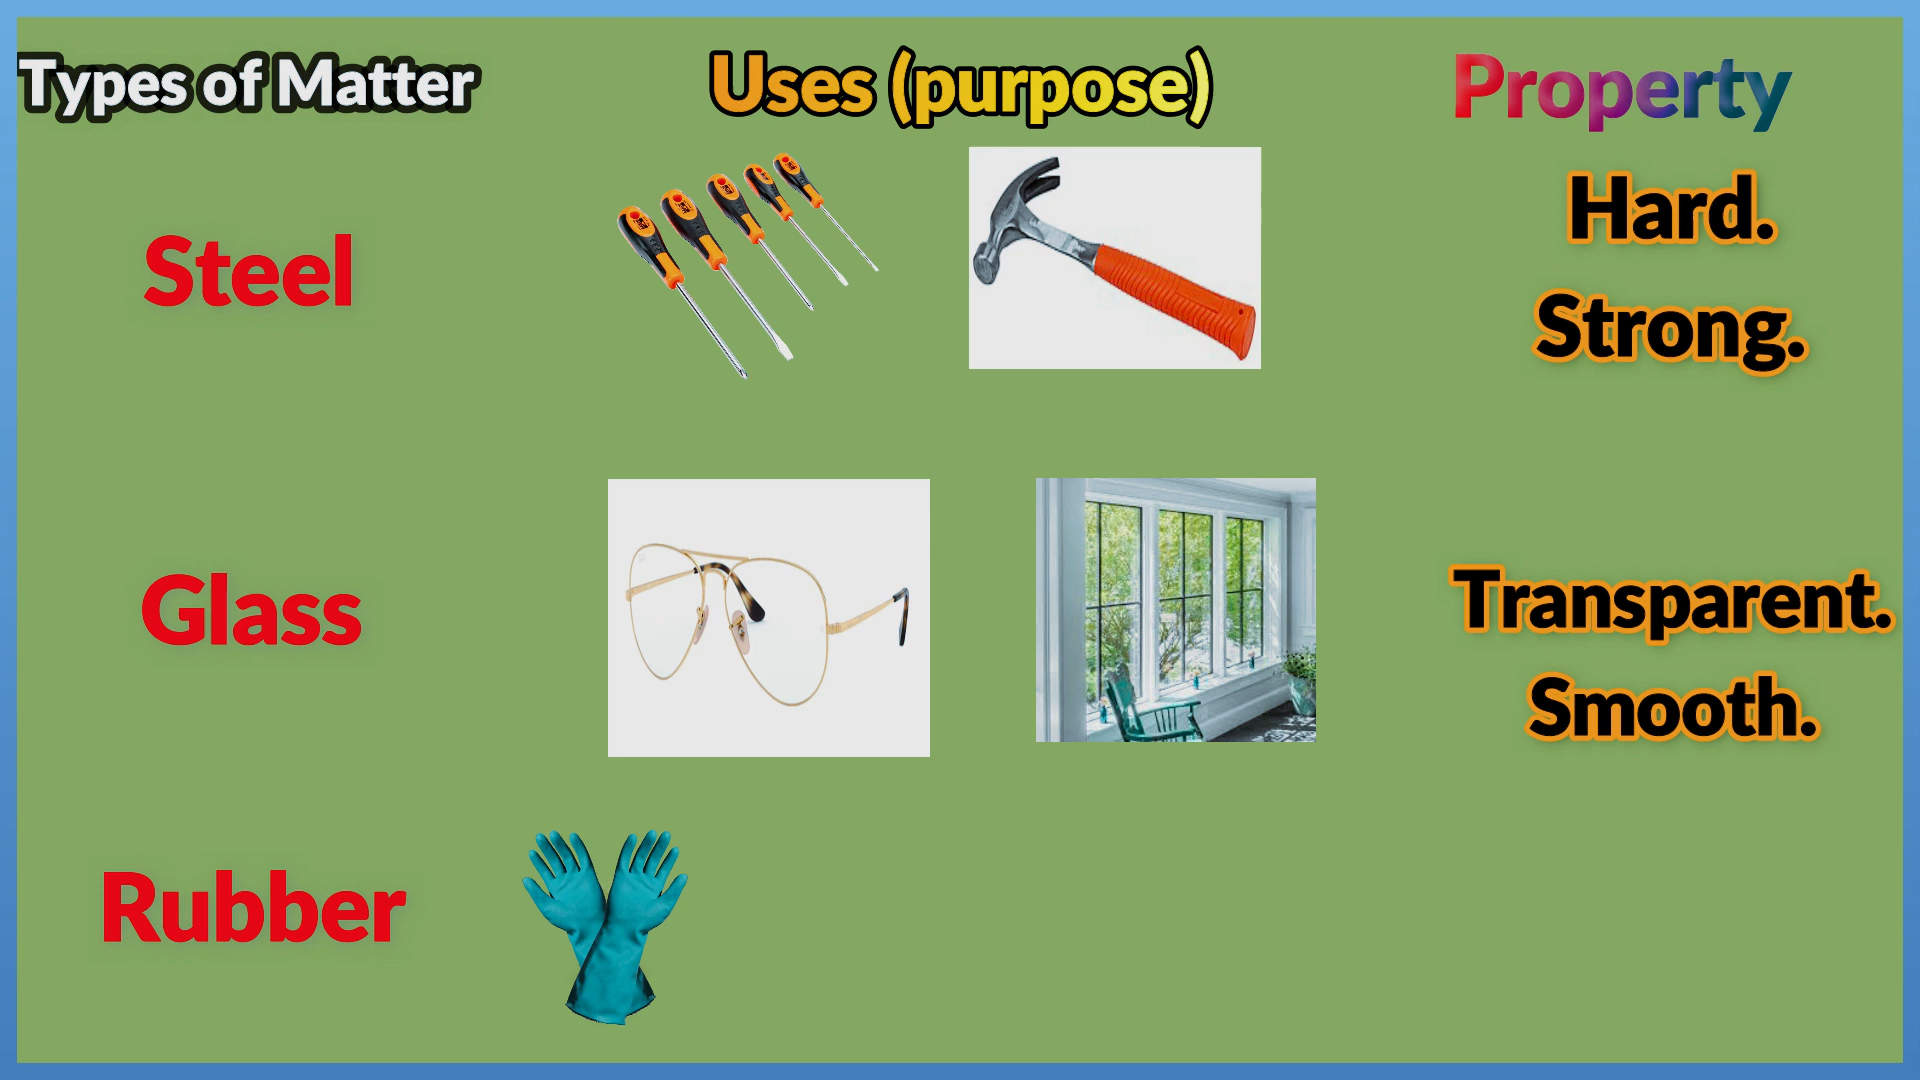 Types of Matter
Uses (purpose)
Property
Steel
Hard.
Strong.
Glass
Transparent.
Smooth.
Rubber